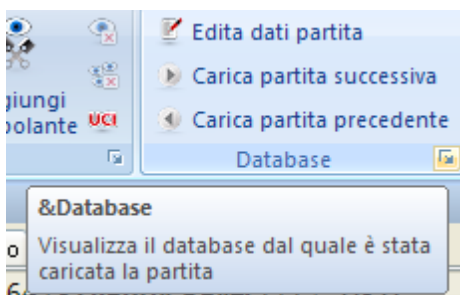 Edita dati partita
Carica partita successiva
giungi
UCI
Carica partita precedente
Database
&Database
o
Visualizza il database dal quale è stata
caricata la partita